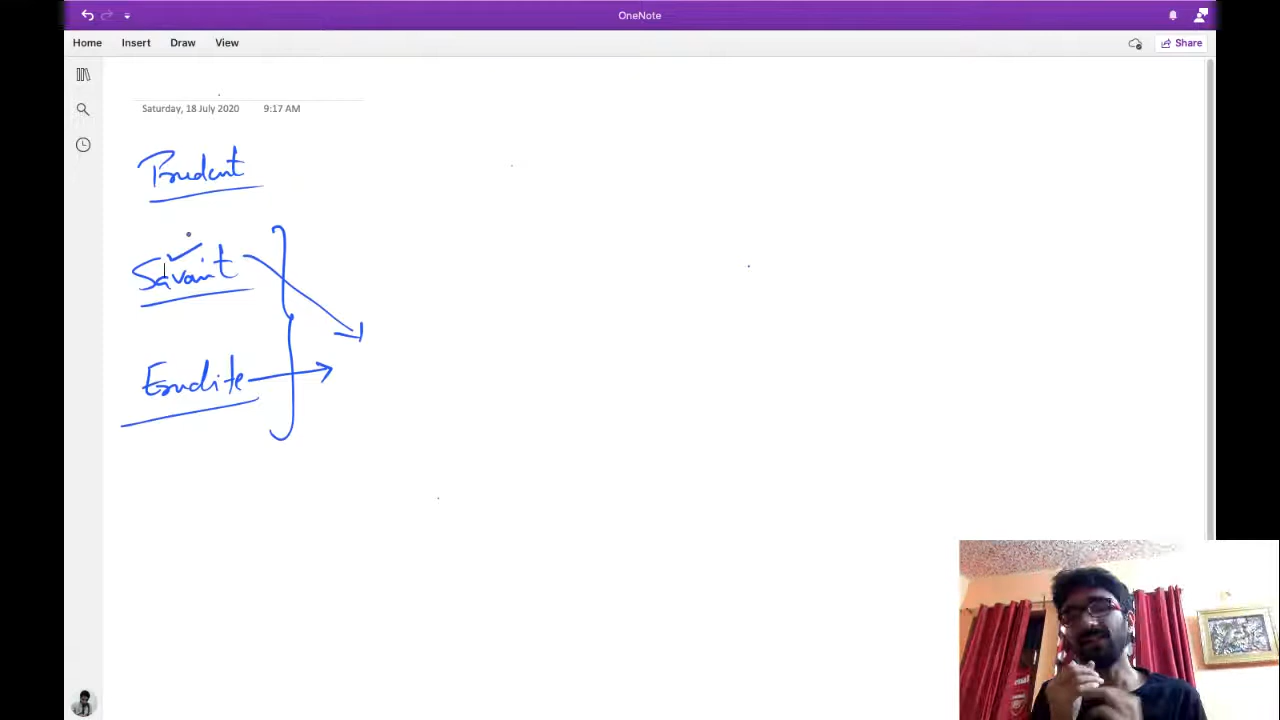 OneNote
Home Insert Draw View Share
Saturday, 18 July 2020 9:17 AM
Prudent
Savant
Erudite